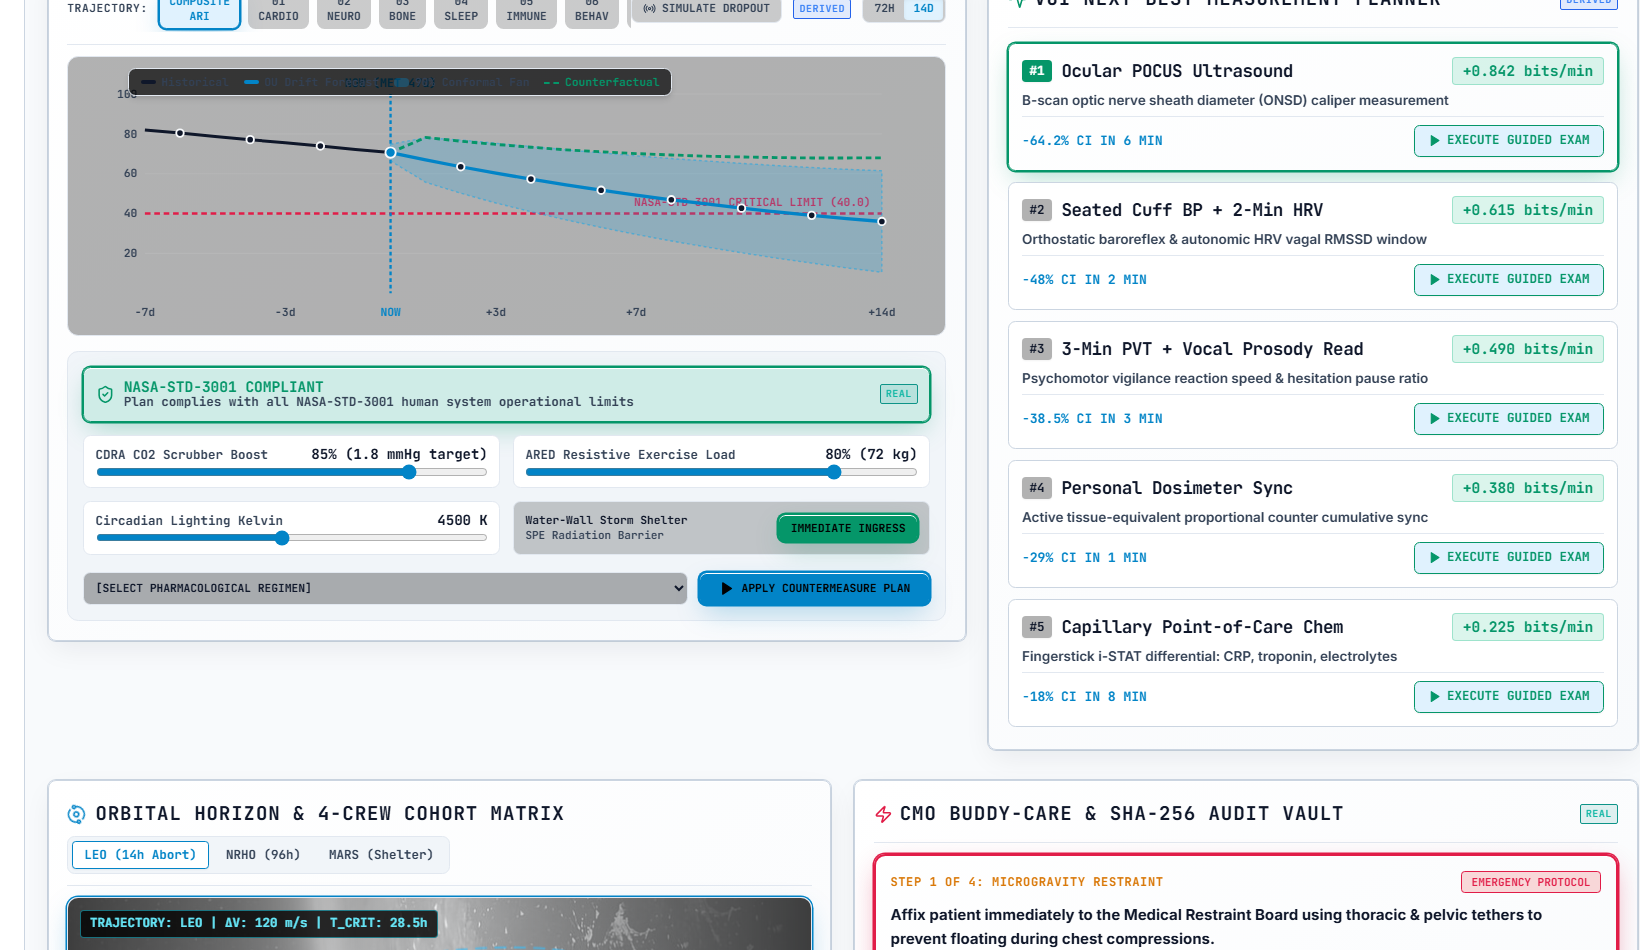 TRAJECTORY:
COMPOSITE ARI
01 CARDIO
02 NEURO
03 BONE
04 SLEEP
05 IMMUNE
06 BEHAV
SIMULATE DROPOUT
DERIVED
72H
14D
Historical
Conformal Fan
Counterfactual
100
80
60
40
20
NASA-STD-3001 CRITICAL LIMIT (40.0)
-7d
-3d
NOW
+3d
+7d
+14d
NASA-STD-3001 COMPLIANT
Plan complies with all NASA-STD-3001 human system operational limits
REAL
CDRA CO2 Scrubber Boost
85% (1.8 mmHg target)
ARED Resistive Exercise Load
80% (72 kg)
Circadian Lighting Kelvin
4500 K
Water-Wall Storm Shelter
SPE Radiation Barrier
IMMEDIATE INGRESS
[SELECT PHARMACOLOGICAL REGIMEN]
APPLY COUNTERMEASURE PLAN
NEXT BEST MEASUREMENT PLANNER
DERIVED
#1 Ocular POCUS Ultrasound
+0.842 bits/min
B-scan optic nerve sheath diameter (ONSD) caliper measurement
-64.2% CI IN 6 MIN
EXECUTE GUIDED EXAM
#2 Seated Cuff BP + 2-Min HRV
+0.615 bits/min
Orthostatic baroreflex & autonomic HRV vagal RMSSD window
-48% CI IN 2 MIN
EXECUTE GUIDED EXAM
#3 3-Min PVT + Vocal Prosody Read
+0.490 bits/min
Psychomotor vigilance reaction speed & hesitation pause ratio
-38.5% CI IN 3 MIN
EXECUTE GUIDED EXAM
#4 Personal Dosimeter Sync
+0.380 bits/min
Active tissue-equivalent proportional counter cumulative sync
-29% CI IN 1 MIN
EXECUTE GUIDED EXAM
#5 Capillary Point-of-Care Chem
+0.225 bits/min
Fingerstick i-STAT differential: CRP, troponin, electrolytes
-18% CI IN 8 MIN
EXECUTE GUIDED EXAM
ORBITAL HORIZON & 4-CREW COHORT MATRIX
LEO (14h Abort)
NRHO (96h)
MARS (Shelter)
TRAJECTORY: LEO | ΔV: 120 m/s | T_CRIT: 28.5h
CMO BUDDY-CARE & SHA-256 AUDIT VAULT
REAL
STEP 1 OF 4: MICROGRAVITY RESTRAINT
EMERGENCY PROTOCOL
Affix patient immediately to the Medical Restraint Board using thoracic & pelvic tethers to
prevent floating during chest compressions.